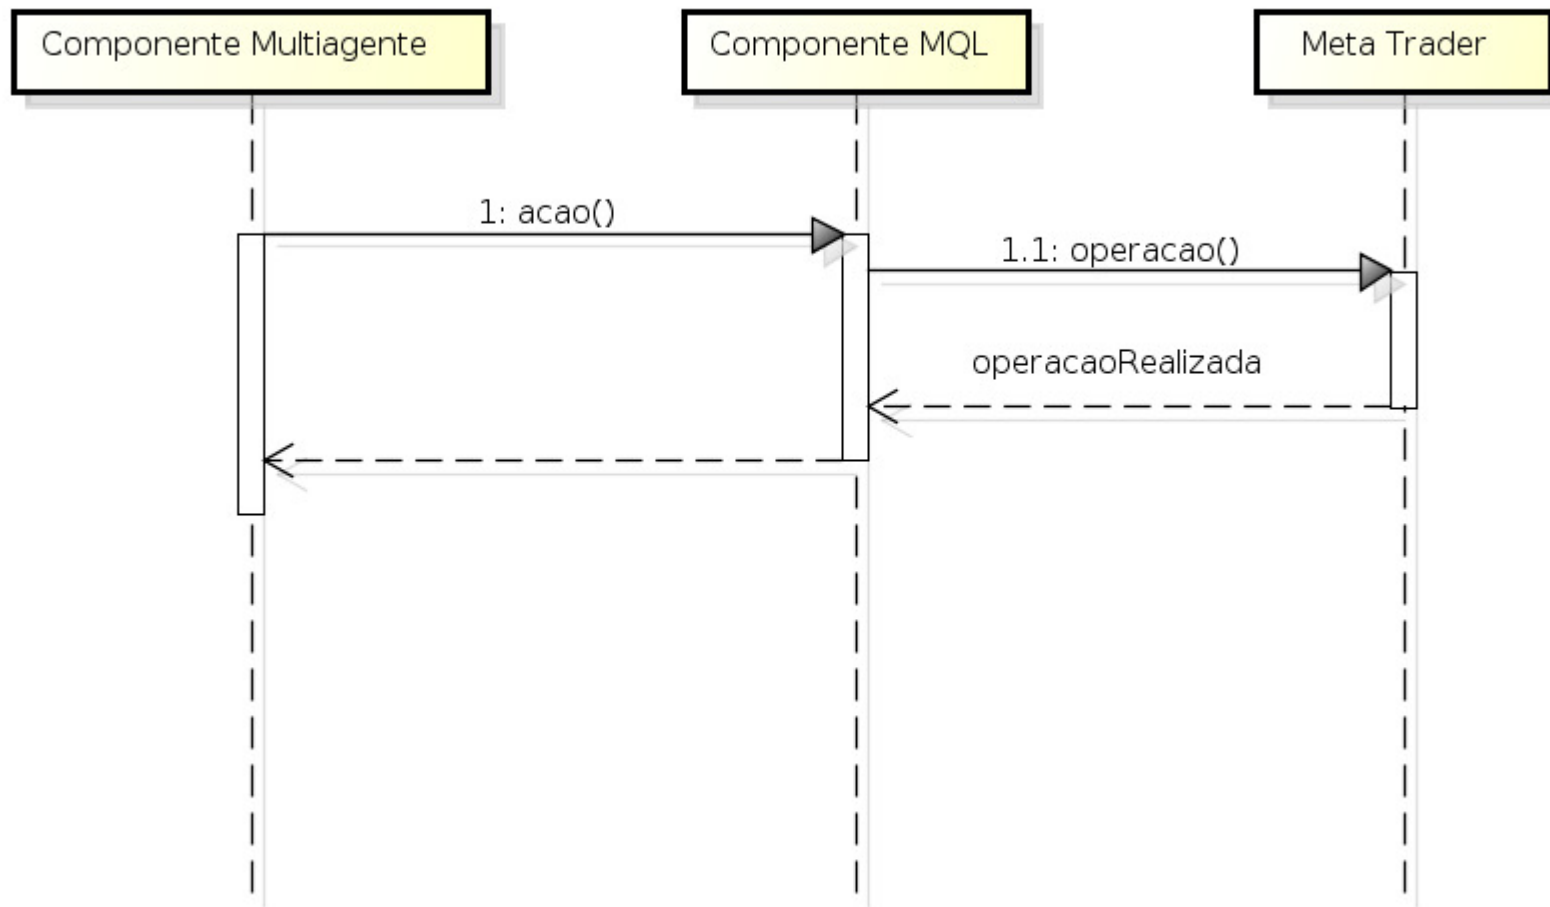 Componente Multiagente
Componente MQL
Meta Trader
1: acao()
1.1: operacao()
operacaoRealizada